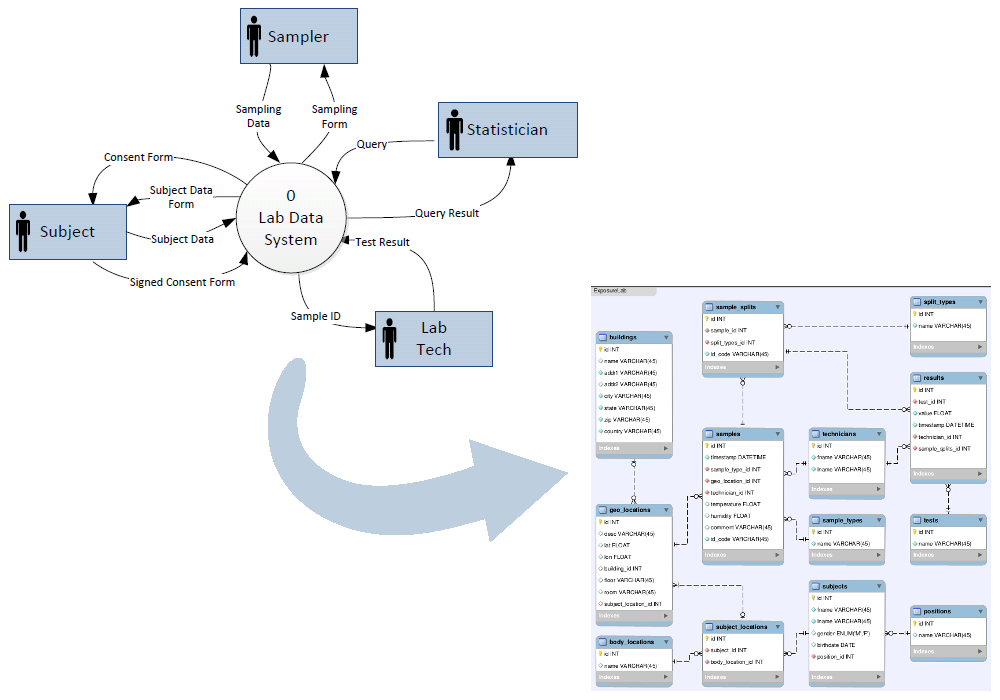 Sampler
Sampling
Data
Sampling
Form
Statistician
Query
Consent Form
Subject Data
Form
0
Lab Data
System
Subject
Subject Data
Query Result
Test Result
Signed Consent Form
Sample ID
Lab
Tech
ExposureLab
sample_splits
id INT
sample_id INT
split_types_id INT
id_code VARCHAR(45)
Indexes
split_types
id INT
name VARCHAR(45)
Indexes
buildings
id INT
name VARCHAR(45)
addr1 VARCHAR(45)
addr2 VARCHAR(45)
city VARCHAR(45)
state VARCHAR(45)
zip VARCHAR(45)
country VARCHAR(45)
Indexes
results
id INT
test_id INT
value FLOAT
timestamp DATETIME
technician_id INT
sample_splits_id INT
Indexes
samples
id INT
timestamp DATETIME
sample_type_id INT
geo_location_id INT
technician_id INT
temperature FLOAT
humidity FLOAT
comment VARCHAR(45)
id_code VARCHAR(45)
Indexes
technicians
id INT
fname VARCHAR(45)
lname VARCHAR(45)
Indexes
geo_locations
id INT
desc VARCHAR(45)
lat FLOAT
lon FLOAT
building_id INT
floor VARCHAR(45)
room VARCHAR(45)
subject_location_id INT
Indexes
sample_types
id INT
name VARCHAR(45)
Indexes
tests
id INT
name VARCHAR(45)
Indexes
subjects
id INT
fname VARCHAR(45)
lname VARCHAR(45)
gender ENUM('M','F')
birthdate DATE
position_id INT
Indexes
positions
id INT
name VARCHAR(45)
Indexes
subject_locations
id INT
subject_id INT
body_location_id INT
Indexes
body_locations
id INT
name VARCHAR(45)
Indexes